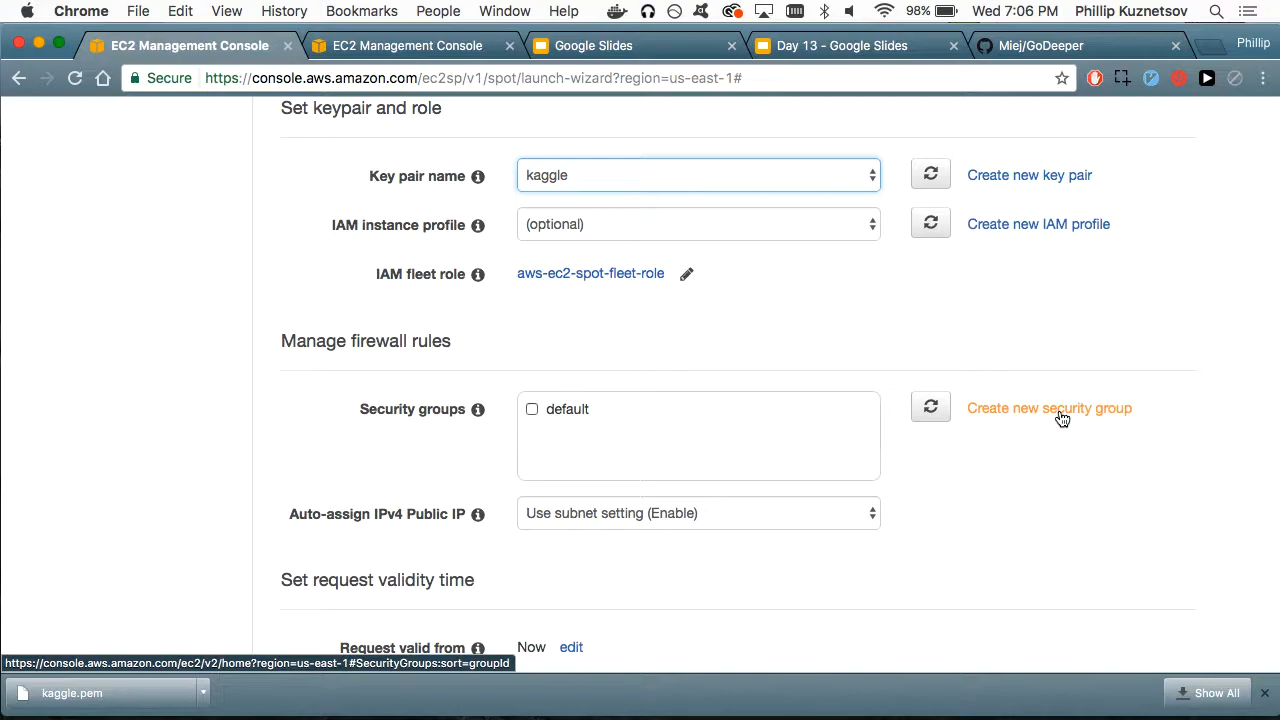 Chrome File Edit View History Bookmarks People Window Help 98% Wed 7:06 PM Phillip Kuznetsov
EC2 Management Console EC2 Management Console Google Slides Day 13 - Google Slides Miej/GoDeeper Phillip
Secure https://console.aws.amazon.com/ec2sp/v1/spot/launch-wizard?region=us-east-1#
Set keypair and role
Key pair name kaggle Create new key pair
IAM instance profile (optional) Create new IAM profile
IAM fleet role aws-ec2-spot-fleet-role
Manage firewall rules
Security groups default Create new security group
Auto-assign IPv4 Public IP Use subnet setting (Enable)
Set request validity time
Request valid from Now edit
https://console.aws.amazon.com/ec2/v2/home?region=us-east-1#SecurityGroups:sort=groupId
kaggle.pem Show All